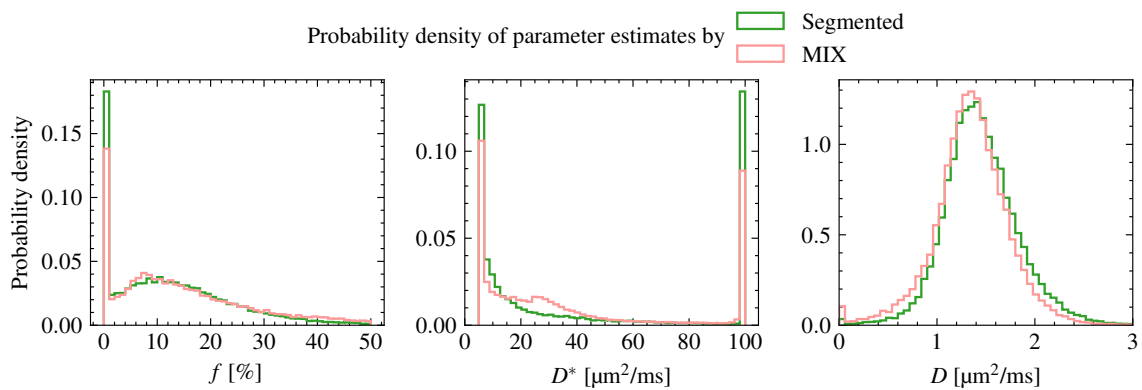 Probability density of parameter estimates by
Segmented
MIX
Probability density
0.00
0.05
0.10
0.15
0 10 20 30 40 50
f [%]
0.00
0.05
0.10
0 20 40 60 80 100
D* [µm²/ms]
0.0
0.5
1.0
0 1 2 3
D [µm²/ms]